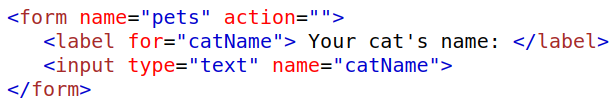 <form name="pets" action="">
<label for="catName"> Your cat's name: </label>
<input type="text" name="catName">
</form>